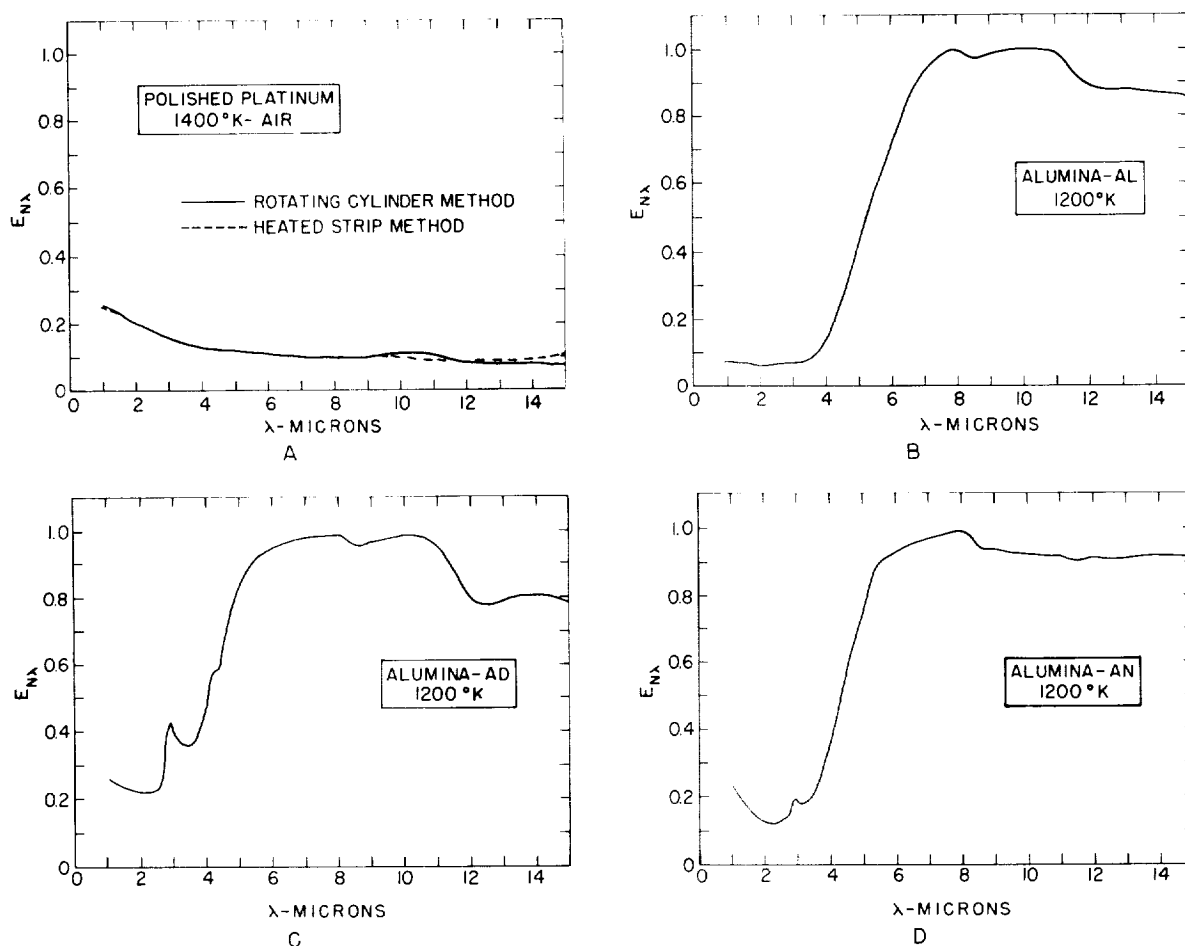 1.0
0.8
0.6
0.4
0.2
0
E_Nλ
POLISHED PLATINUM
1400°K- AIR
ROTATING CYLINDER METHOD
HEATED STRIP METHOD
0 2 4 6 8 10 12 14
λ-MICRONS
A
1.0
0.8
0.6
0.4
0.2
0
E_Nλ
ALUMINA-AL
1200°K
0 2 4 6 8 10 12 14
λ-MICRONS
B
1.0
0.8
0.6
0.4
0.2
0
E_Nλ
ALUMINA-AD
1200°K
0 2 4 6 8 10 12 14
λ-MICRONS
C
1.0
0.8
0.6
0.4
0.2
0
E_Nλ
ALUMINA-AN
1200°K
0 2 4 6 8 10 12 14
λ-MICRONS
D